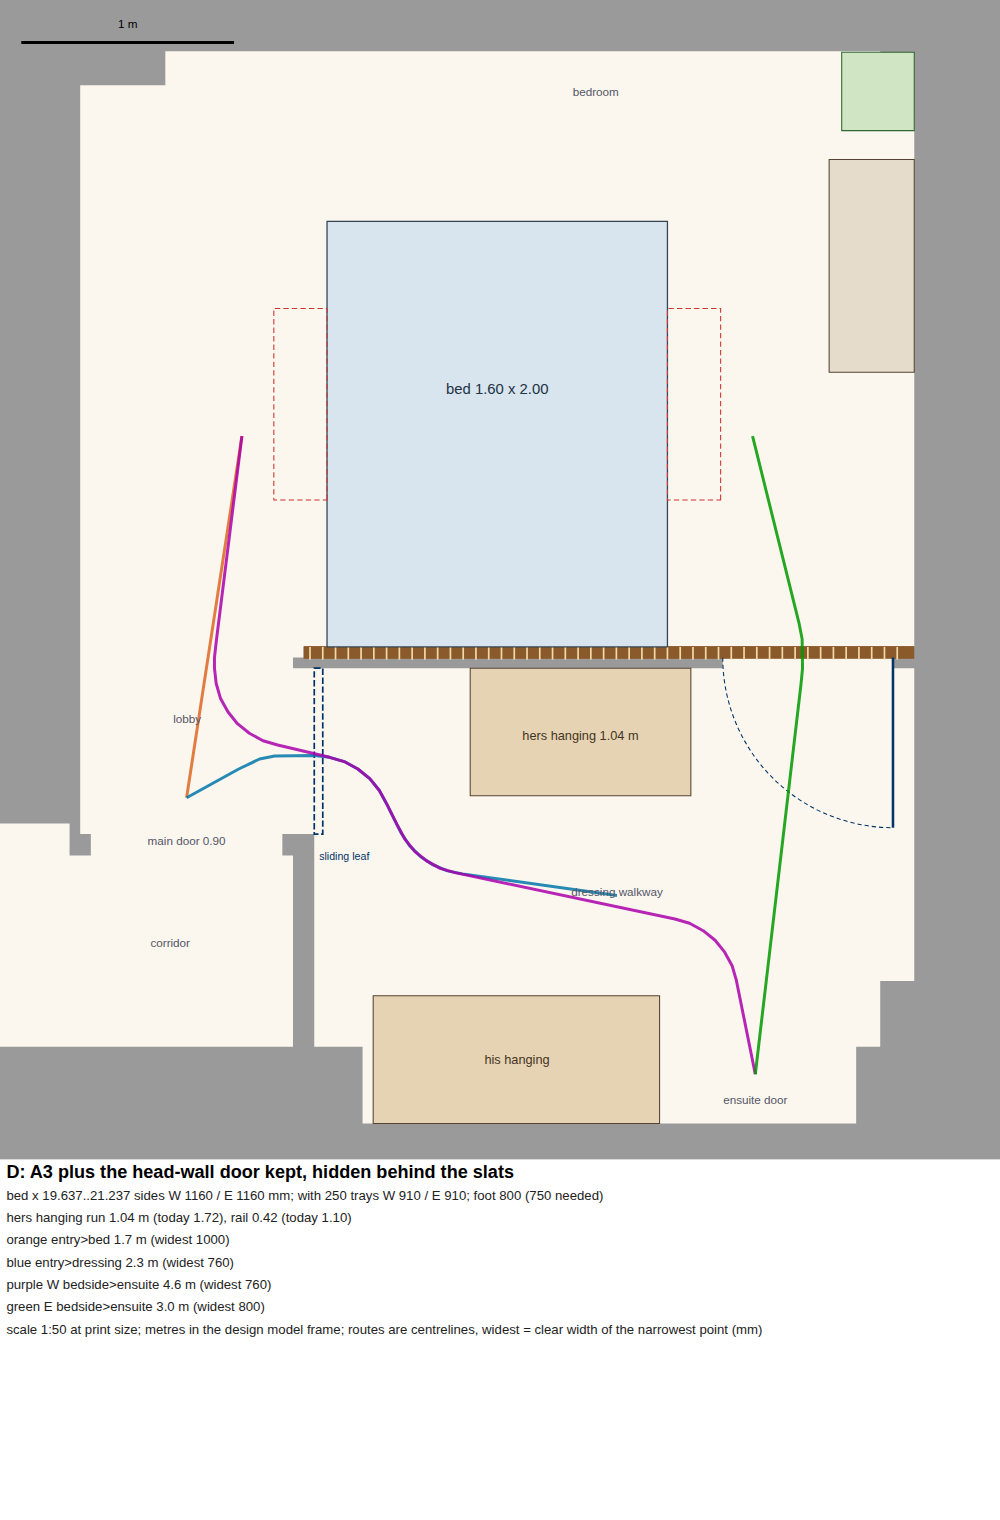 1 m
bedroom
bed 1.60 x 2.00
lobby
hers hanging 1.04 m
main door 0.90
sliding leaf
dressing walkway
corridor
his hanging
ensuite door
D: A3 plus the head-wall door kept, hidden behind the slats
bed x 19.637..21.237 sides W 1160 / E 1160 mm; with 250 trays W 910 / E 910; foot 800 (750 needed)
hers hanging run 1.04 m (today 1.72), rail 0.42 (today 1.10)
orange entry>bed 1.7 m (widest 1000)
blue entry>dressing 2.3 m (widest 760)
purple W bedside>ensuite 4.6 m (widest 760)
green E bedside>ensuite 3.0 m (widest 800)
scale 1:50 at print size; metres in the design model frame; routes are centrelines, widest = clear width of the narrowest point (mm)